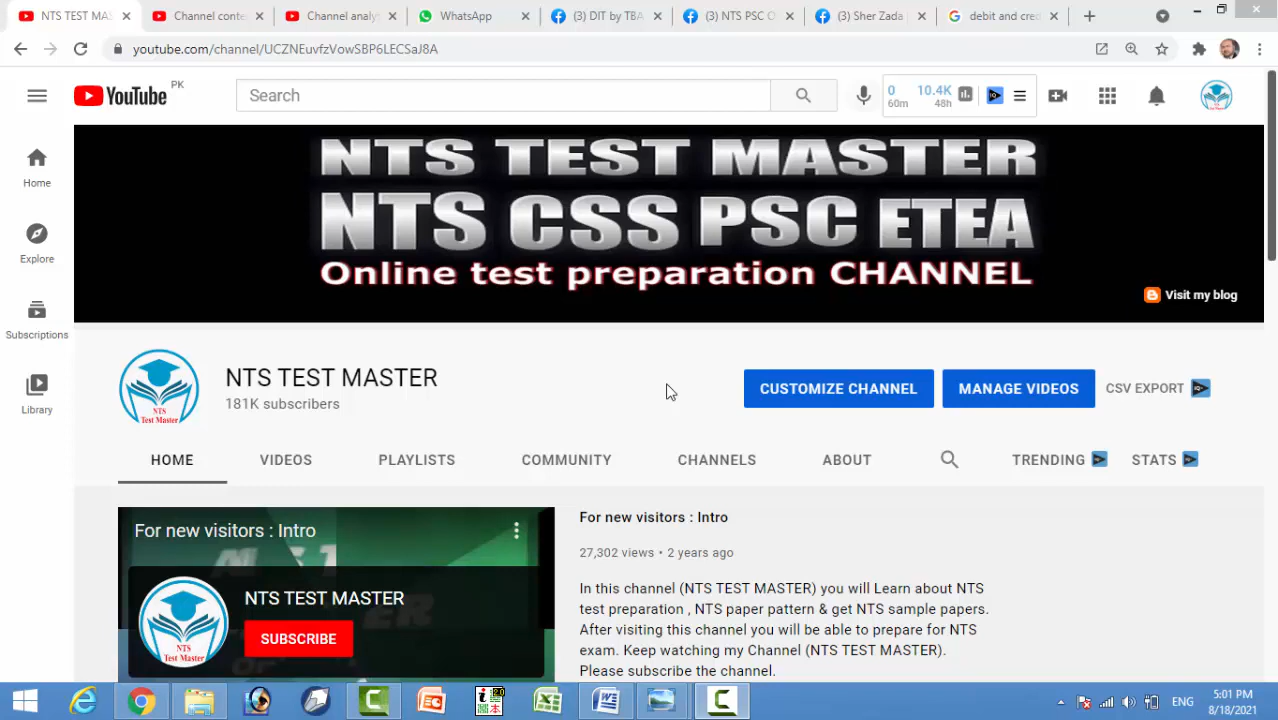 NTS TEST MA
Channel conte
Channel analy
WhatsApp
(3) DIT by TBA
(3) NTS PSC
(3) Sher Zada
debit and cre
youtube.com/channel/UCZNEuvfzVowSBP6LECSaJ8A
YouTube PK
Search
0
60m
10.4K
48h
NTS TEST MASTER
NTS CSS PSC ETEA
Online test preparation CHANNEL
Visit my blog
Home
Explore
Subscriptions
Library
NTS Test Master
NTS TEST MASTER
181K subscribers
CUSTOMIZE CHANNEL
MANAGE VIDEOS
CSV EXPORT
HOME
VIDEOS
PLAYLISTS
COMMUNITY
CHANNELS
ABOUT
TRENDING
STATS
For new visitors : Intro
NTS TEST MASTER
SUBSCRIBE
NTS
Test Master
For new visitors : Intro
27,302 views • 2 years ago
In this channel (NTS TEST MASTER) you will Learn about NTS
test preparation , NTS paper pattern & get NTS sample papers.
After visiting this channel you will be able to prepare for NTS
exam. Keep watching my Channel (NTS TEST MASTER).
Please subscribe the channel.
ENG
5:01 PM
8/18/2021